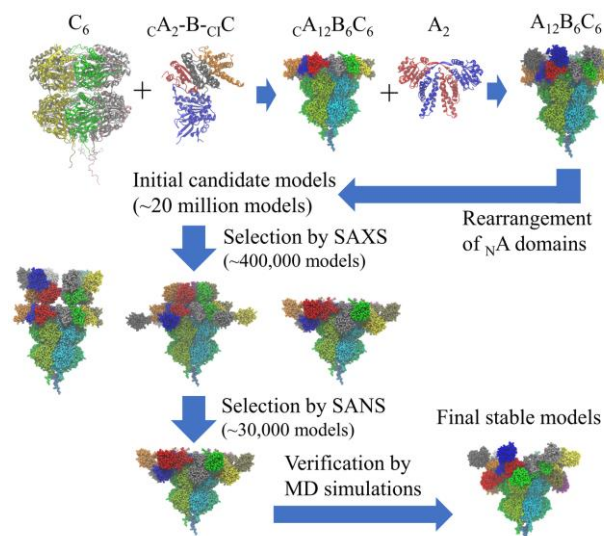 C₆
cA₂-B-CIC
cA₁₂B₆C₆
A₂
A₁₂B₆C₆
+
+
Initial candidate models
(~20 million models)
Rearrangement
of NA domains
Selection by SAXS
(~400,000 models)
Selection by SANS
(~30,000 models)
Final stable models
Verification by
MD simulations